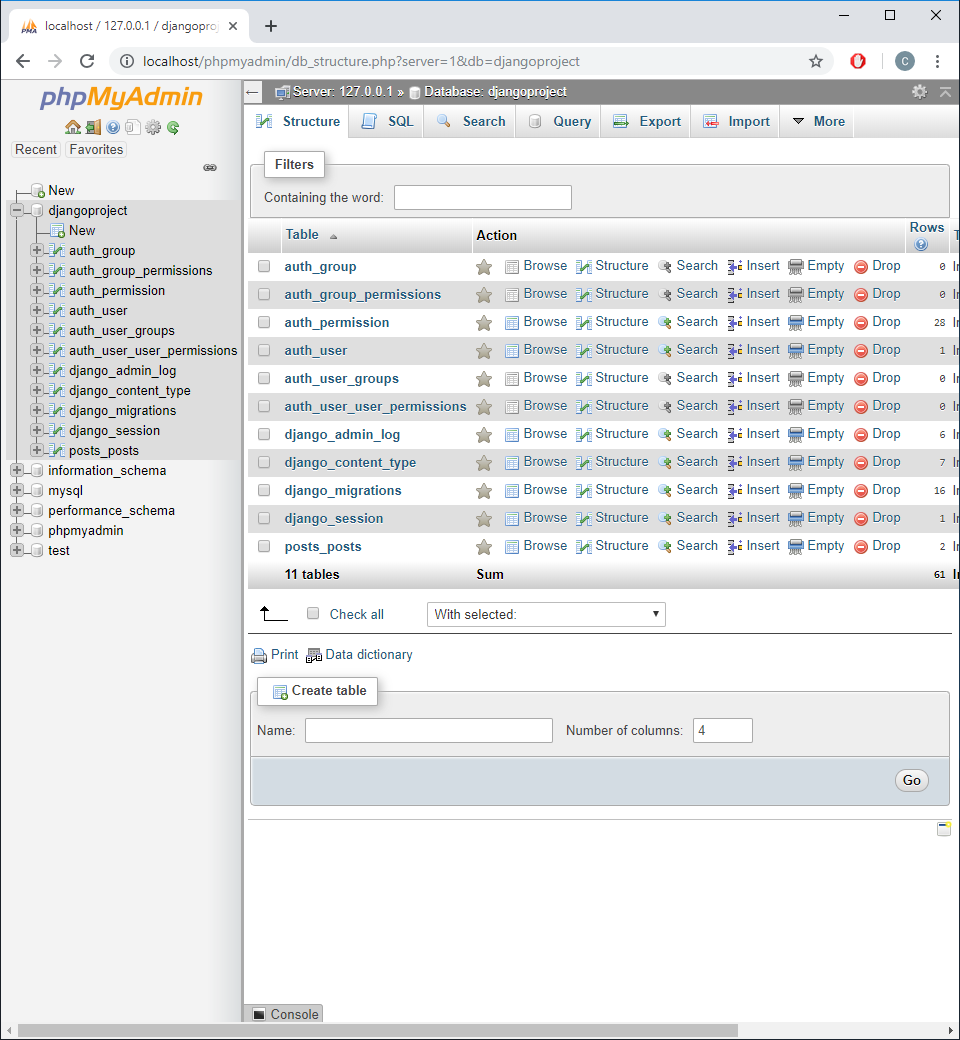 localhost / 127.0.0.1 / djangopro
localhost/phpmyadmin/db_structure.php?server=1&db=djangoproject
C
phpMyAdmin
Recent Favorites
New
djangoproject
New
auth_group
auth_group_permissions
auth_permission
auth_user
auth_user_groups
auth_user_user_permissions
django_admin_log
django_content_type
django_migrations
django_session
posts_posts
information_schema
mysql
performance_schema
phpmyadmin
test
Server: 127.0.0.1 » Database: djangoproject
Structure SQL Search Query Export Import More
Filters
Containing the word:
Table Action Rows
auth_group Browse Structure Search Insert Empty Drop 0
auth_group_permissions Browse Structure Search Insert Empty Drop 0
auth_permission Browse Structure Search Insert Empty Drop 28
auth_user Browse Structure Search Insert Empty Drop 1
auth_user_groups Browse Structure Search Insert Empty Drop 0
auth_user_user_permissions Browse Structure Search Insert Empty Drop 0
django_admin_log Browse Structure Search Insert Empty Drop 6
django_content_type Browse Structure Search Insert Empty Drop 7
django_migrations Browse Structure Search Insert Empty Drop 16
django_session Browse Structure Search Insert Empty Drop 1
posts_posts Browse Structure Search Insert Empty Drop 2
11 tables Sum 61
Check all With selected:
Print Data dictionary
Create table
Name: Number of columns: 4
Go
Console